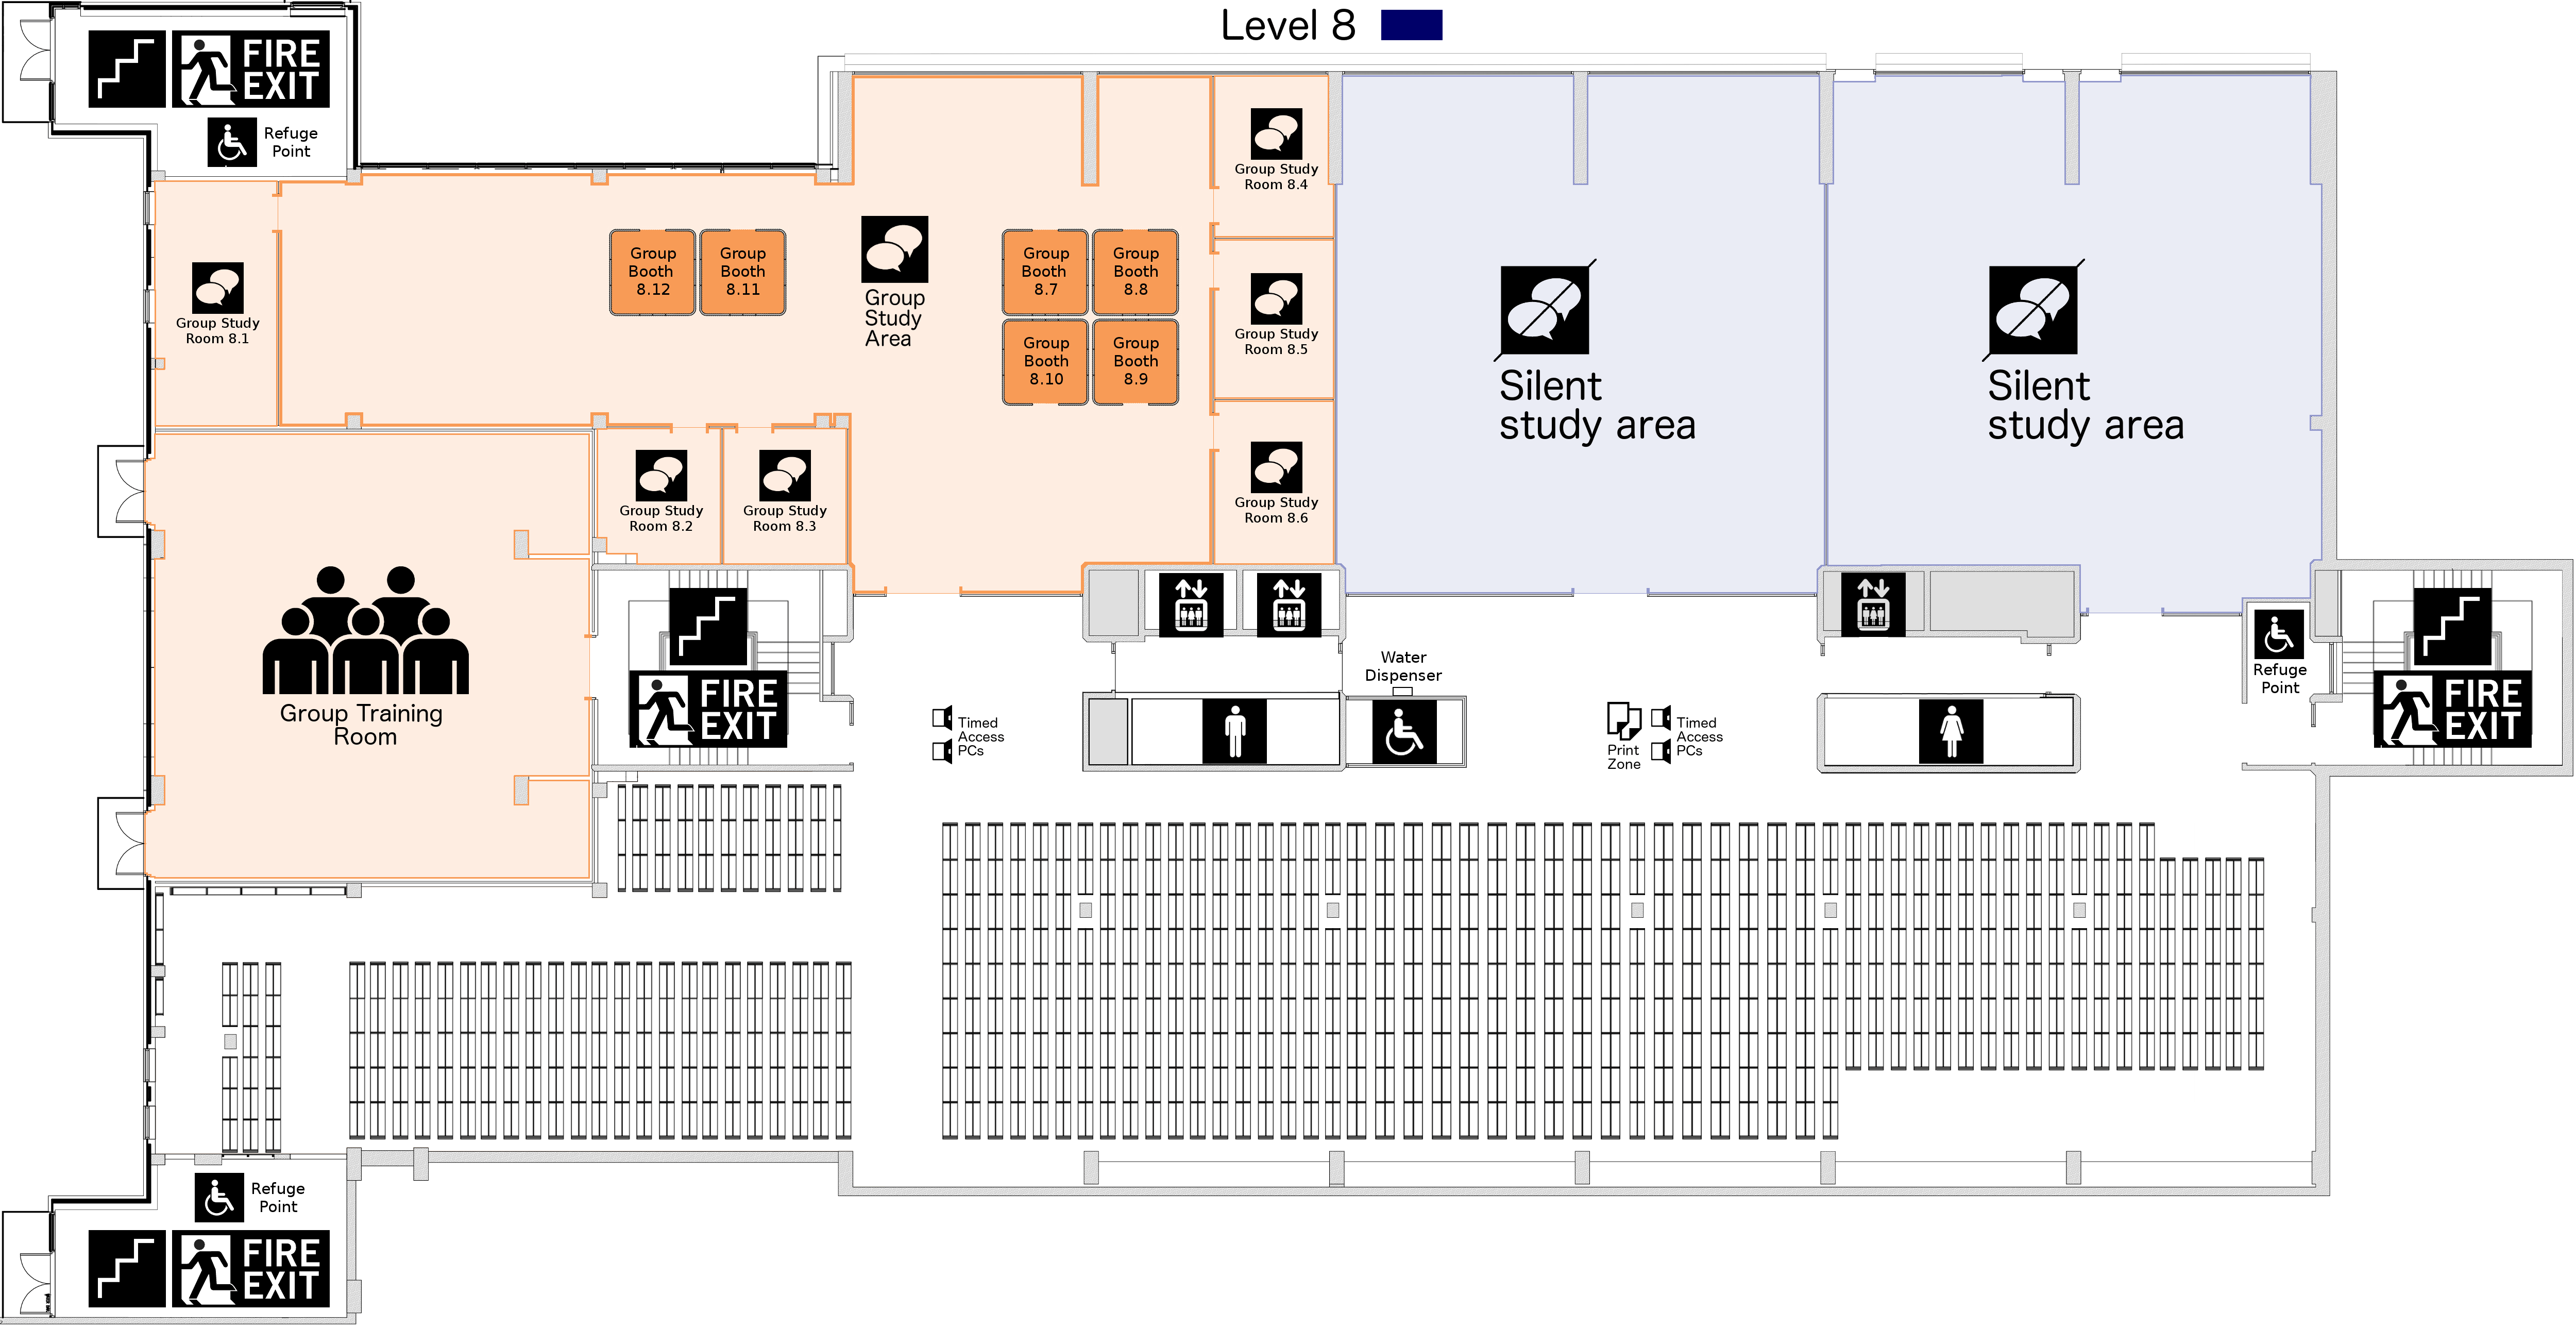 Level 8
FIRE
EXIT
Refuge
Point
Group Study
Room 8.1
Group
Booth
8.12
Group
Booth
8.11
Group
Study
Area
Group
Booth
8.7
Group
Booth
8.8
Group
Booth
8.10
Group
Booth
8.9
Group Study
Room 8.4
Group Study
Room 8.5
Group Study
Room 8.6
Silent
study area
Silent
study area
Group Study
Room 8.2
Group Study
Room 8.3
Group Training
Room
FIRE
EXIT
Timed
Access
PCs
Water
Dispenser
Print
Zone
Timed
Access
PCs
Refuge
Point
FIRE
EXIT
Refuge
Point
FIRE
EXIT